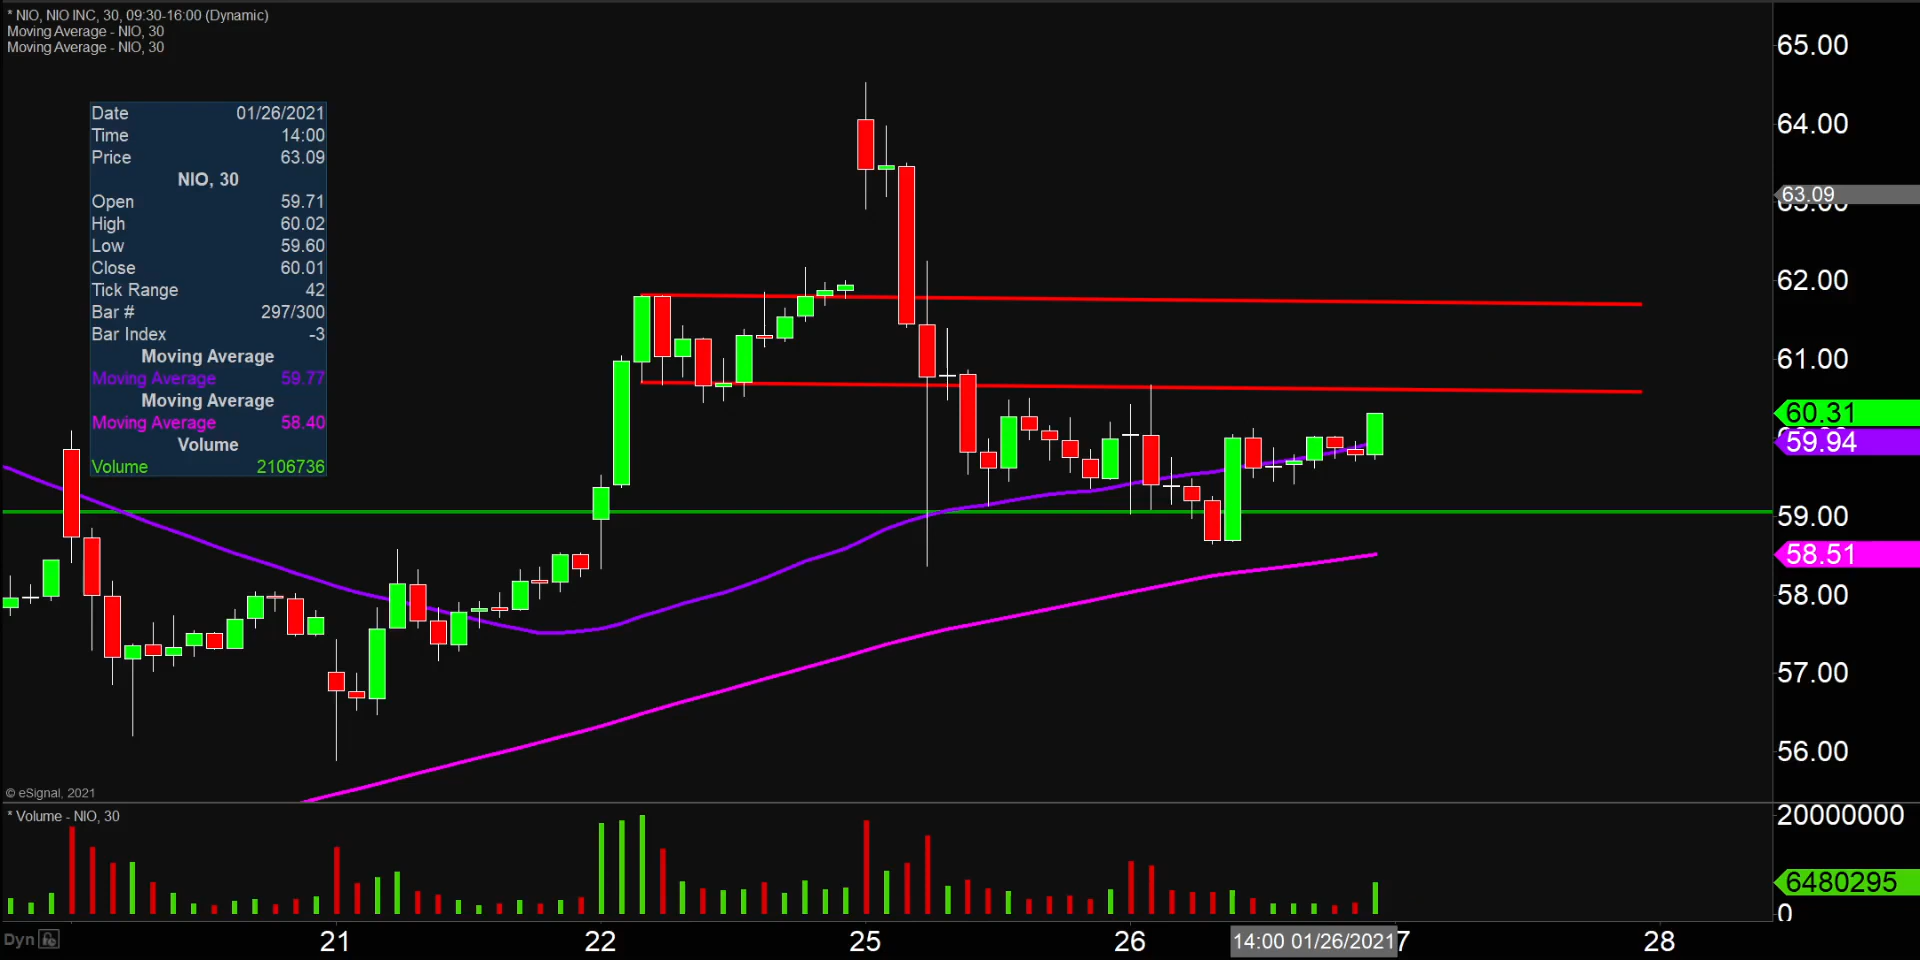 * NIO, NIO INC, 30, 09:30-16:00 (Dynamic)
Moving Average - NIO, 30
Moving Average - NIO, 30
Date 01/26/2021
Time 14:00
Price 63.09
NIO, 30
Open 59.71
High 60.02
Low 59.60
Close 60.01
Tick Range 42
Bar # 297/300
Bar Index -3
Moving Average
Moving Average 59.77
Moving Average
Moving Average 58.40
Volume
Volume 2106736
65.00
64.00
63.09
63.00
62.00
61.00
60.31
59.94
59.00
58.51
58.00
57.00
56.00
© eSignal, 2021
* Volume - NIO, 30
20000000
6480295
0
Dyn
21 22 25 26 14:00 01/26/2021 7 28